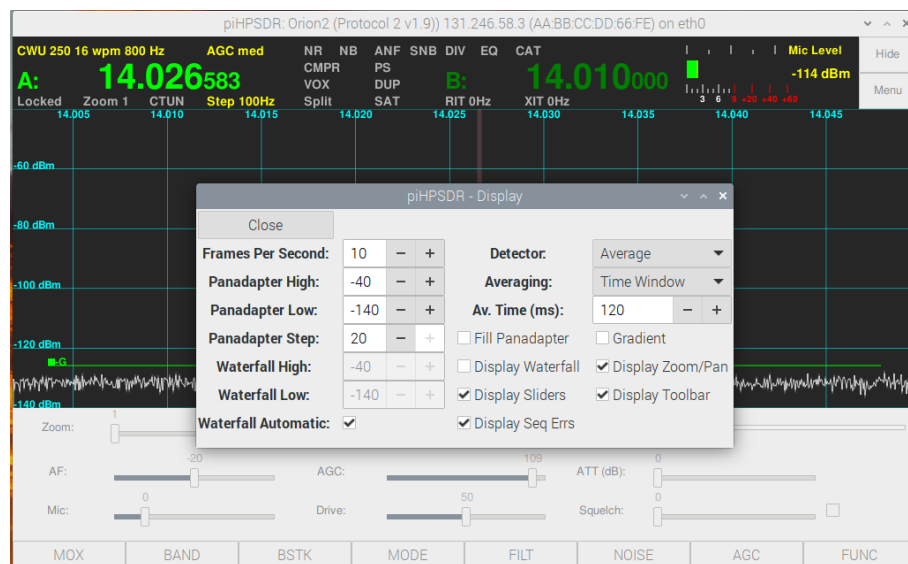 piHPSDR: Orion2 (Protocol 2 v1.9)) 131.246.58.3 (AA:BB:CC:DD:66:FE) on eth0
CWU 250 16 wpm 800 Hz AGC med NR NB ANF SNB DIV EQ CAT Mic Level Hide
CMPR PS
A: 14.026583 VOX DUP B: 14.010000 -114 dBm Menu
Locked Zoom 1 CTUN Step 100Hz Split SAT RIT 0Hz XIT 0Hz 3 6 9 +20 +40 +60
14.005 14.010 14.015 14.020 14.025 14.030 14.035 14.040 14.045
-60 dBm
piHPSDR - Display
Close
-80 dBm
Frames Per Second: 10 - + Detector: Average
Panadapter High: -40 - + Averaging: Time Window
-100 dBm
Panadapter Low: -140 - + Av. Time (ms): 120 - +
Panadapter Step: 20 - + Fill Panadapter Gradient
-120 dBm
-G
Waterfall High: -40 - + Display Waterfall Display Zoom/Pan
Waterfall Low: -140 - + Display Sliders Display Toolbar
-140 dBm
Waterfall Automatic: Display Seq Errs
Zoom: 1
-20 109 0
AF: AGC: ATT (dB):
0 50 0
Mic: Drive: Squelch:
MOX BAND BSTK MODE FILT NOISE AGC FUNC